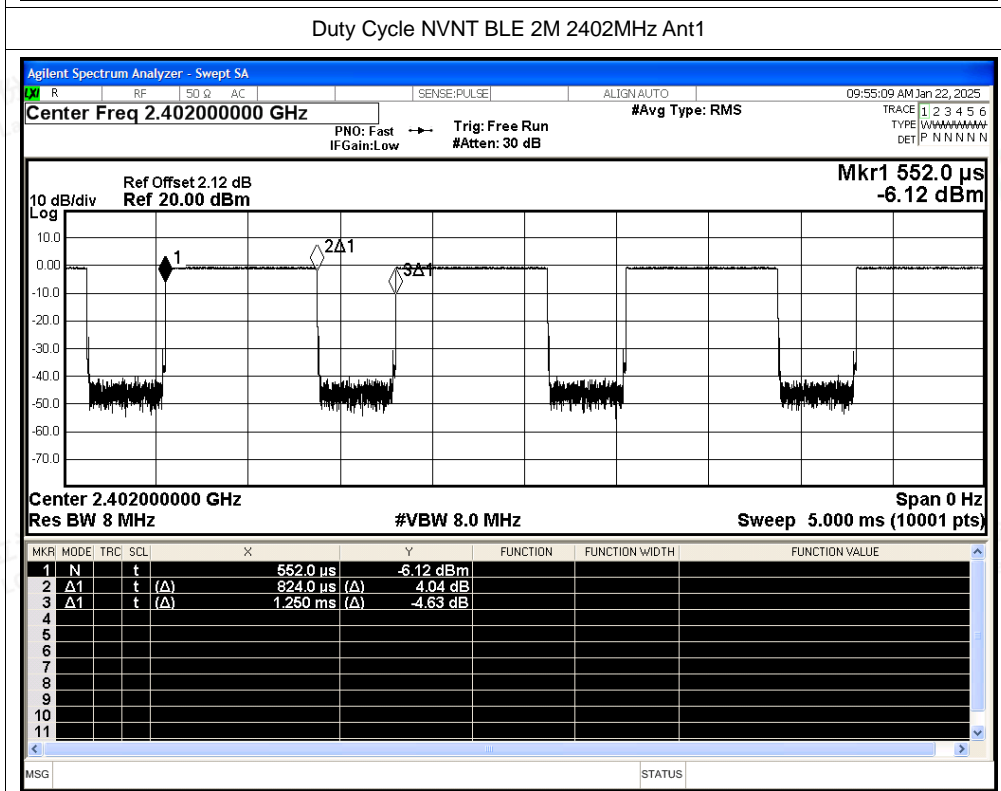 Duty Cycle NVNT BLE 2M 2402MHz Ant1
Agilent Spectrum Analyzer - Swept SA
LXI R RF 50 Ω AC SENSE:PULSE ALIGN AUTO 09:55:09 AM Jan 22, 2025
Center Freq 2.402000000 GHz #Avg Type: RMS TRACE 1 2 3 4 5 6
PNO: Fast Trig: Free Run TYPE WWWWWW
IFGain:Low #Atten: 30 dB DET P N N N N N
Mkr1 552.0 µs
Ref Offset 2.12 dB -6.12 dBm
10 dB/div Ref 20.00 dBm
Log
10.0
2Δ1
1
0.00
3Δ1
-10.0
-20.0
-30.0
-40.0
-50.0
-60.0
-70.0
Center 2.402000000 GHz Span 0 Hz
Res BW 8 MHz #VBW 8.0 MHz Sweep 5.000 ms (10001 pts)
MKR MODE TRC SCL X Y FUNCTION FUNCTION WIDTH FUNCTION VALUE
1 N t 552.0 µs -6.12 dBm
2 Δ1 t (Δ) 824.0 µs (Δ) 4.04 dB
3 Δ1 t (Δ) 1.250 ms (Δ) -4.63 dB
4
5
6
7
8
9
10
11
MSG STATUS